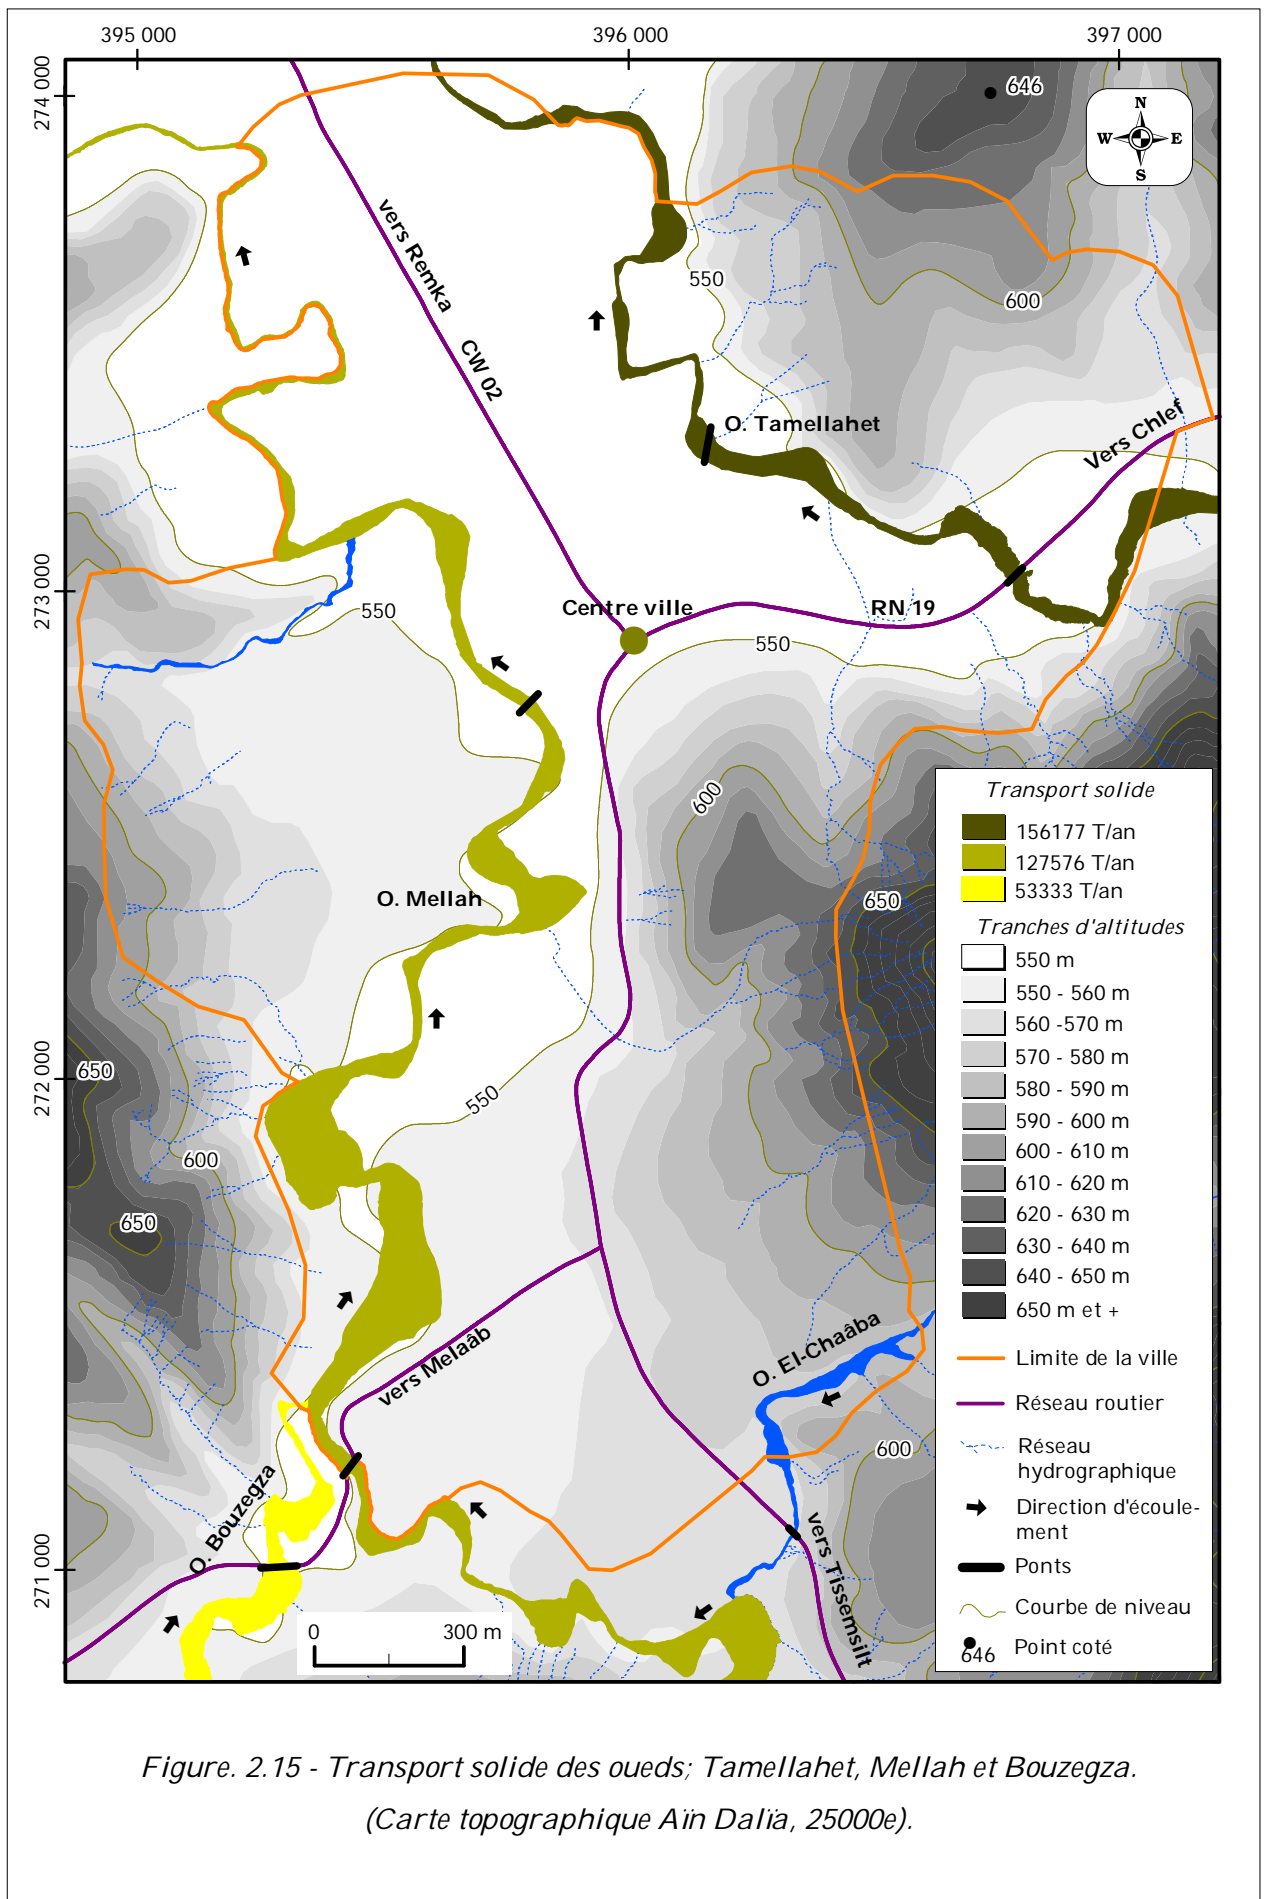 395 000
396 000
397 000
274 000
273 000
272 000
271 000
646
N
W
E
S
vers Remka
CW 02
550
600
O. Tamellahet
Vers Chlef
550
Centre ville
RN 19
550
600
O. Mellah
650
650
550
600
650
vers Melaâb
O. El-Chaâba
600
O. Bouzegza
vers Tissemsilt
0
300 m
Transport solide
156177 T/an
127576 T/an
53333 T/an
Tranches d'altitudes
550 m
550 - 560 m
560 -570 m
570 - 580 m
580 - 590 m
590 - 600 m
600 - 610 m
610 - 620 m
620 - 630 m
630 - 640 m
640 - 650 m
650 m et +
Limite de la ville
Réseau routier
Réseau
hydrographique
Direction d'écoule-
ment
Ponts
Courbe de niveau
646
Point coté
Figure. 2.15 - Transport solide des oueds; Tamellahet, Mellah et Bouzegza.
(Carte topographique Aïn Dalïa, 25000e).